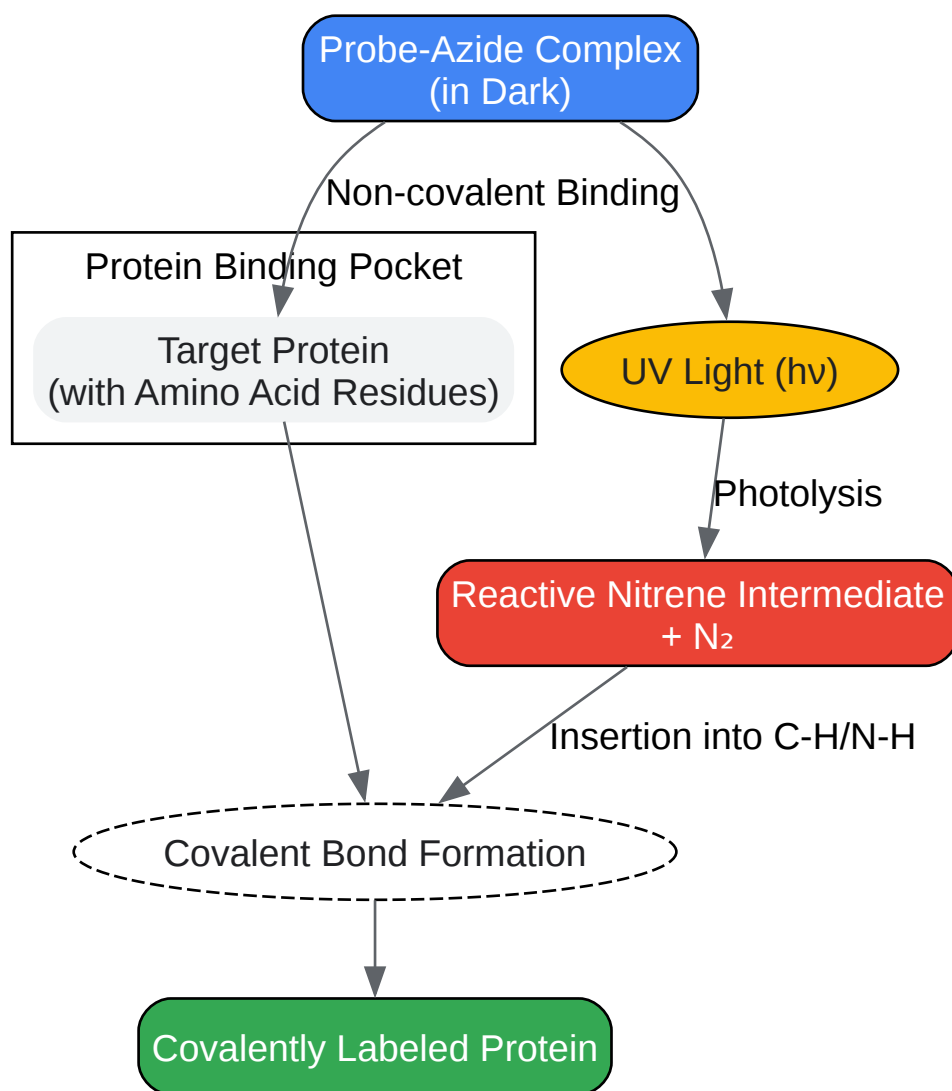 Probe-Azide Complex
(in Dark)
Non-covalent Binding
Protein Binding Pocket
Target Protein
(with Amino Acid Residues)
UV Light (hν)
Photolysis
Reactive Nitrene Intermediate
+ N₂
Insertion into C-H/N-H
Covalent Bond Formation
Covalently Labeled Protein